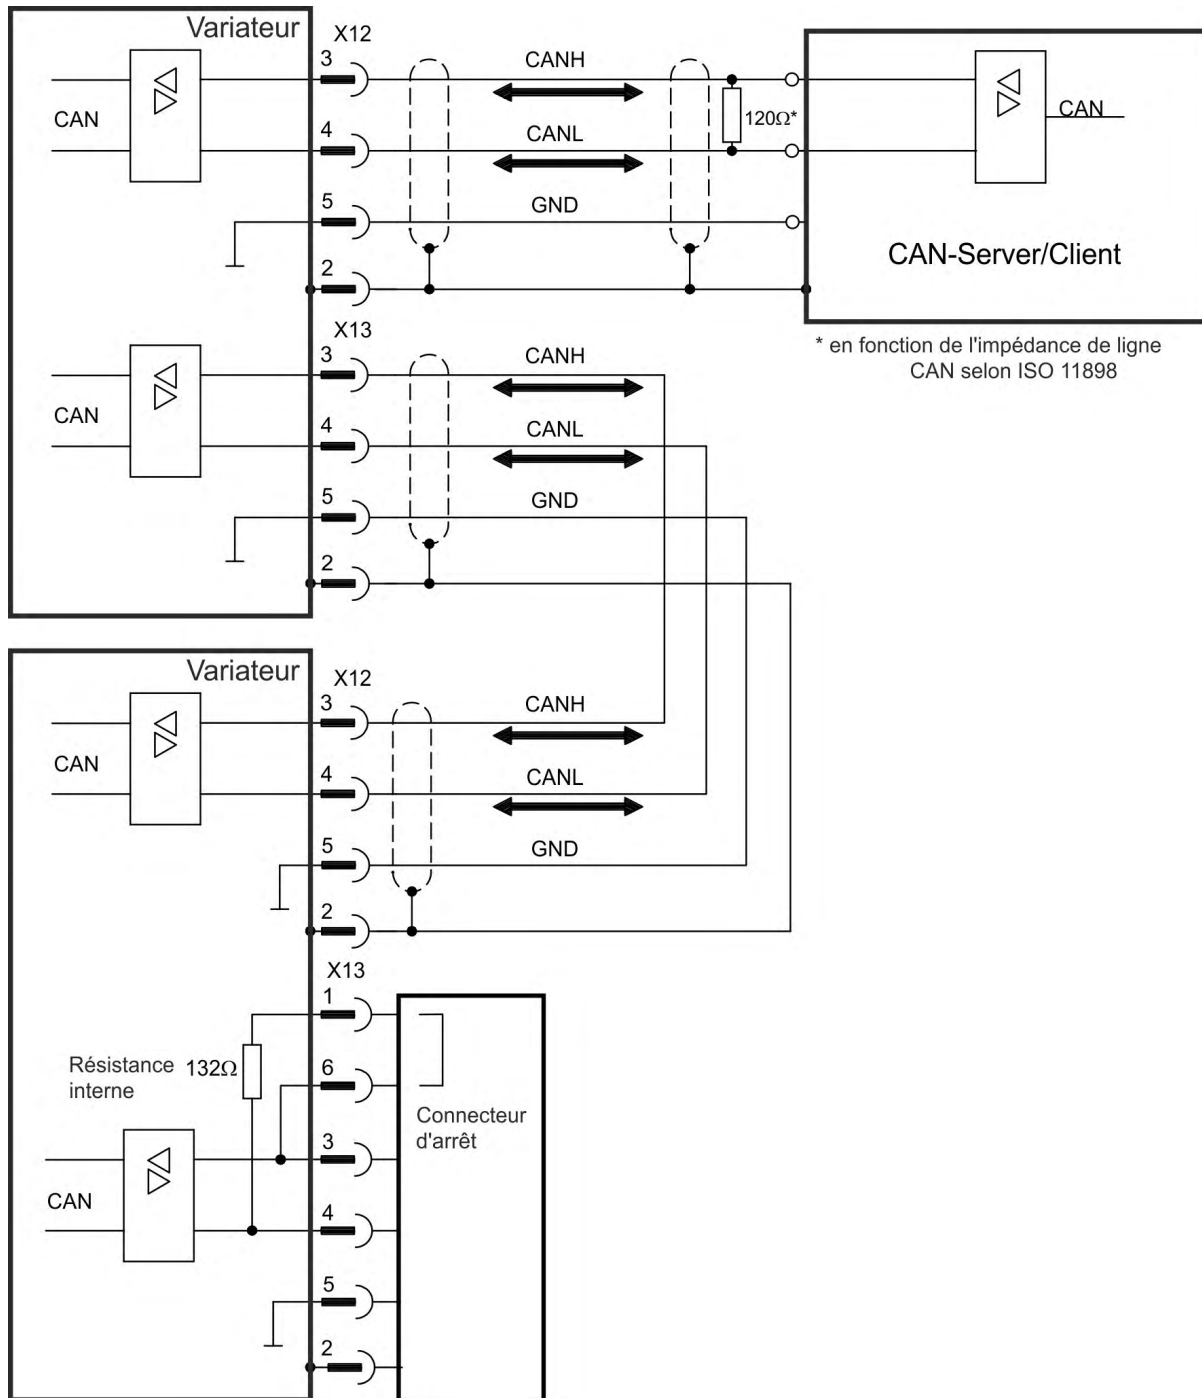 Variateur
X12
3
CANH
CAN
120Ω*
CAN
4
CANL
5
GND
CAN-Server/Client
2
X13
* en fonction de l'impédance de ligne
CAN selon ISO 11898
3
CANH
CAN
4
CANL
5
GND
2
Variateur
X12
3
CANH
CAN
4
CANL
5
GND
2
X13
1
Résistance
interne
132Ω
6
Connecteur
d'arrêt
3
CAN
4
5
2